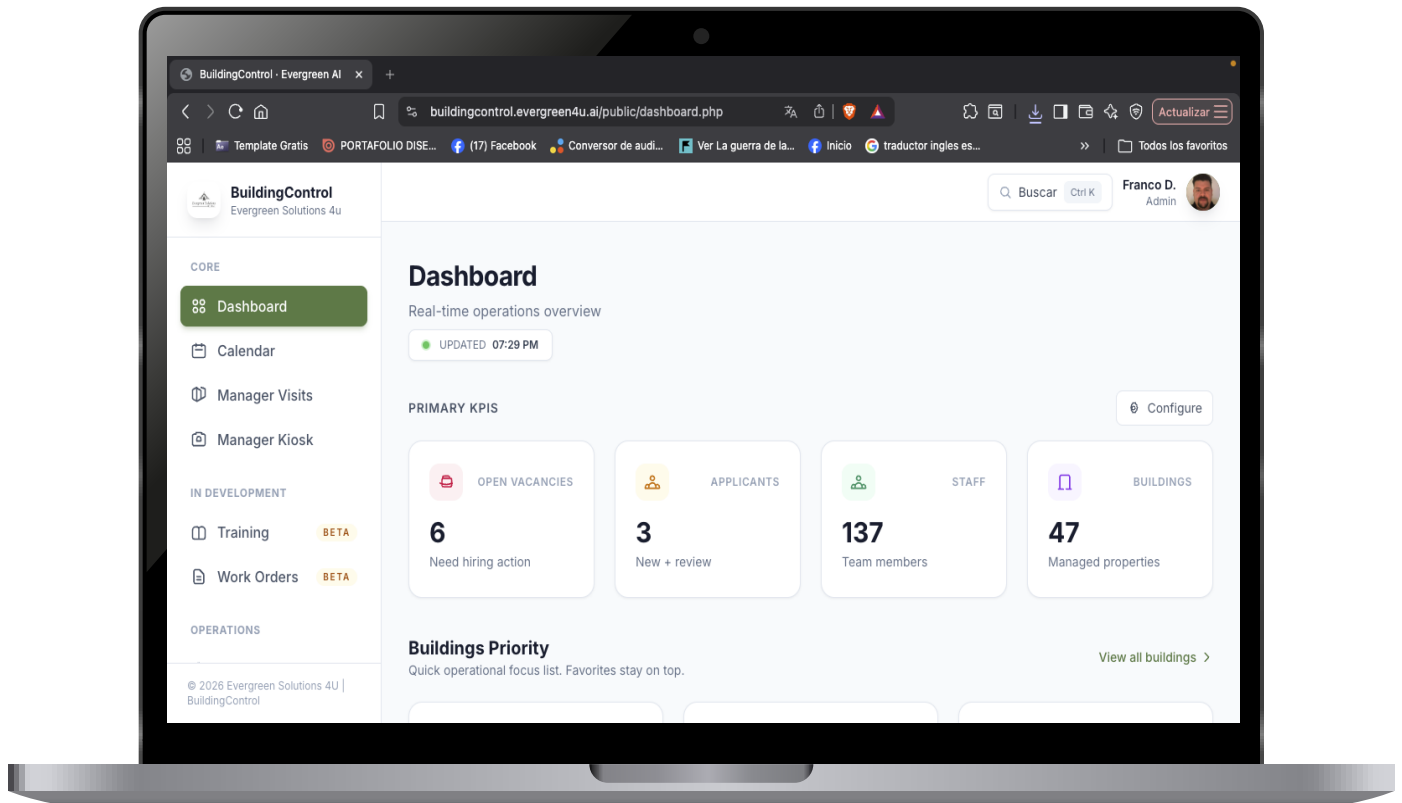 BuildingControl · Evergreen AI
buildingcontrol.evergreen4u.ai/public/dashboard.php
Actualizar
Template Gratis
PORTAFOLIO DISE...
(17) Facebook
Conversor de audi...
Ver La guerra de la...
Inicio
traductor ingles es...
»
Todos los favoritos
BuildingControl
Evergreen Solutions 4u
Buscar Ctrl K
Franco D.
Admin
CORE
Dashboard
Calendar
Manager Visits
Manager Kiosk
IN DEVELOPMENT
Training BETA
Work Orders BETA
OPERATIONS
© 2026 Evergreen Solutions 4U |
BuildingControl
Dashboard
Real-time operations overview
UPDATED 07:29 PM
PRIMARY KPIS
Configure
OPEN VACANCIES
6
Need hiring action
APPLICANTS
3
New + review
STAFF
137
Team members
BUILDINGS
47
Managed properties
Buildings Priority
Quick operational focus list. Favorites stay on top.
View all buildings